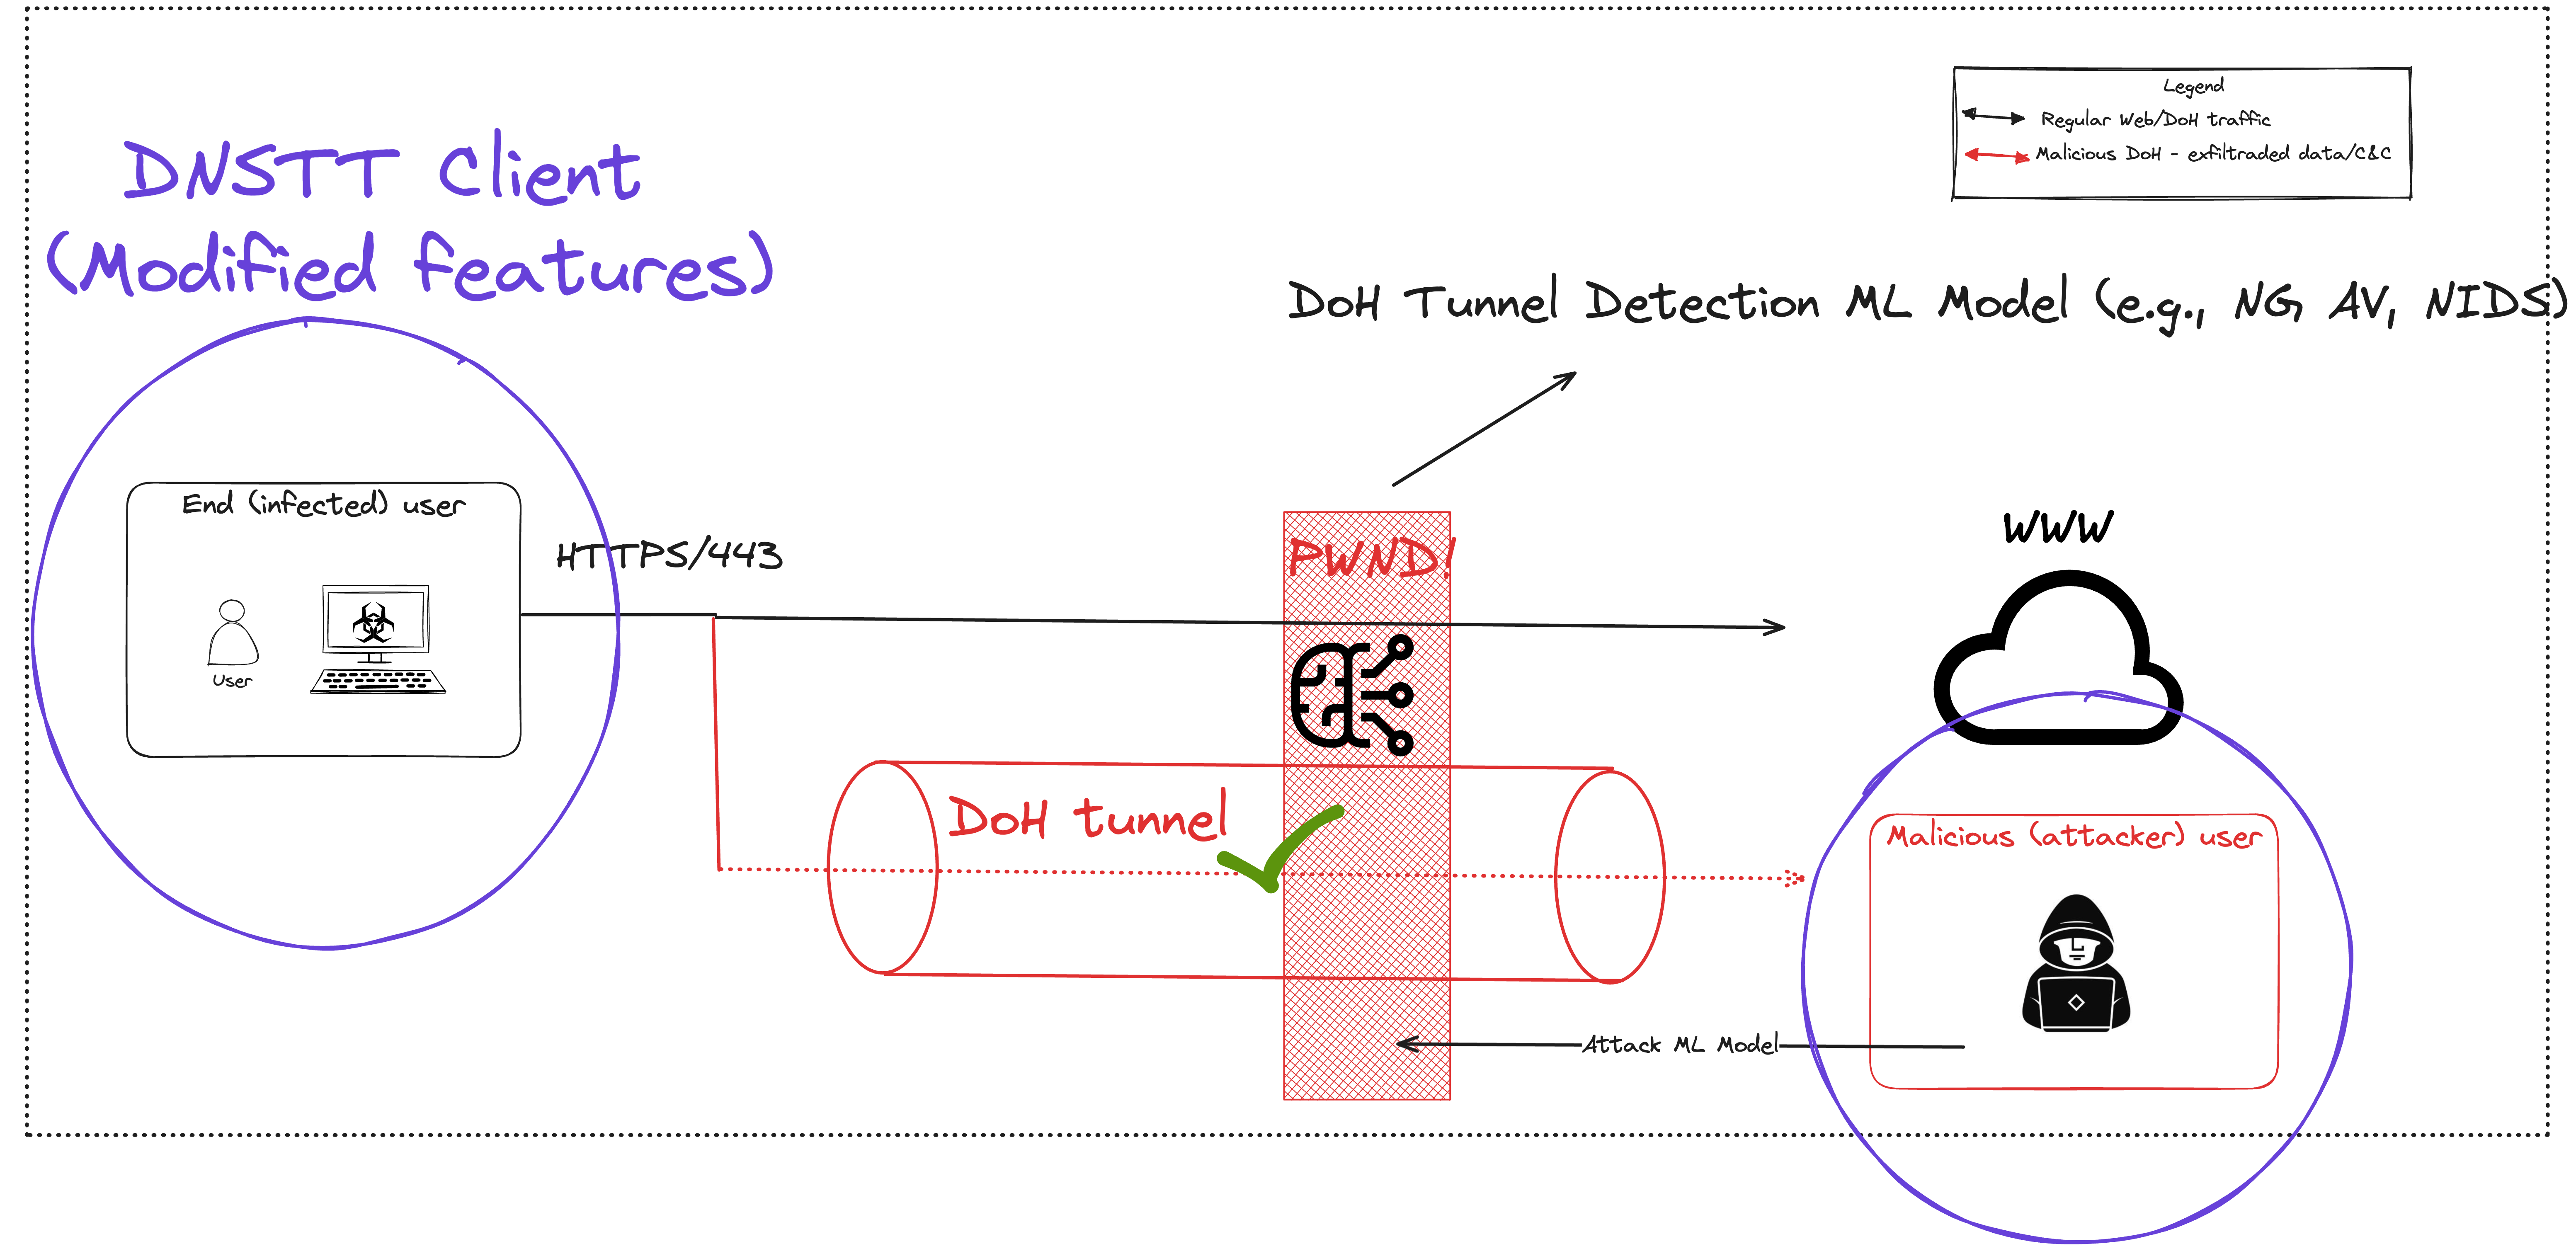 Legend
Regular Web/DoH traffic
Malicious DoH - exfiltraded data/C&C
DNSTT Client
(Modified features)
DoH Tunnel Detection ML Model (e.g., NG AV, NIDS)
End (infected) user
User
HTTPS/443
PWND!
WWW
DoH tunnel
Malicious (attacker) user
Attack ML Model